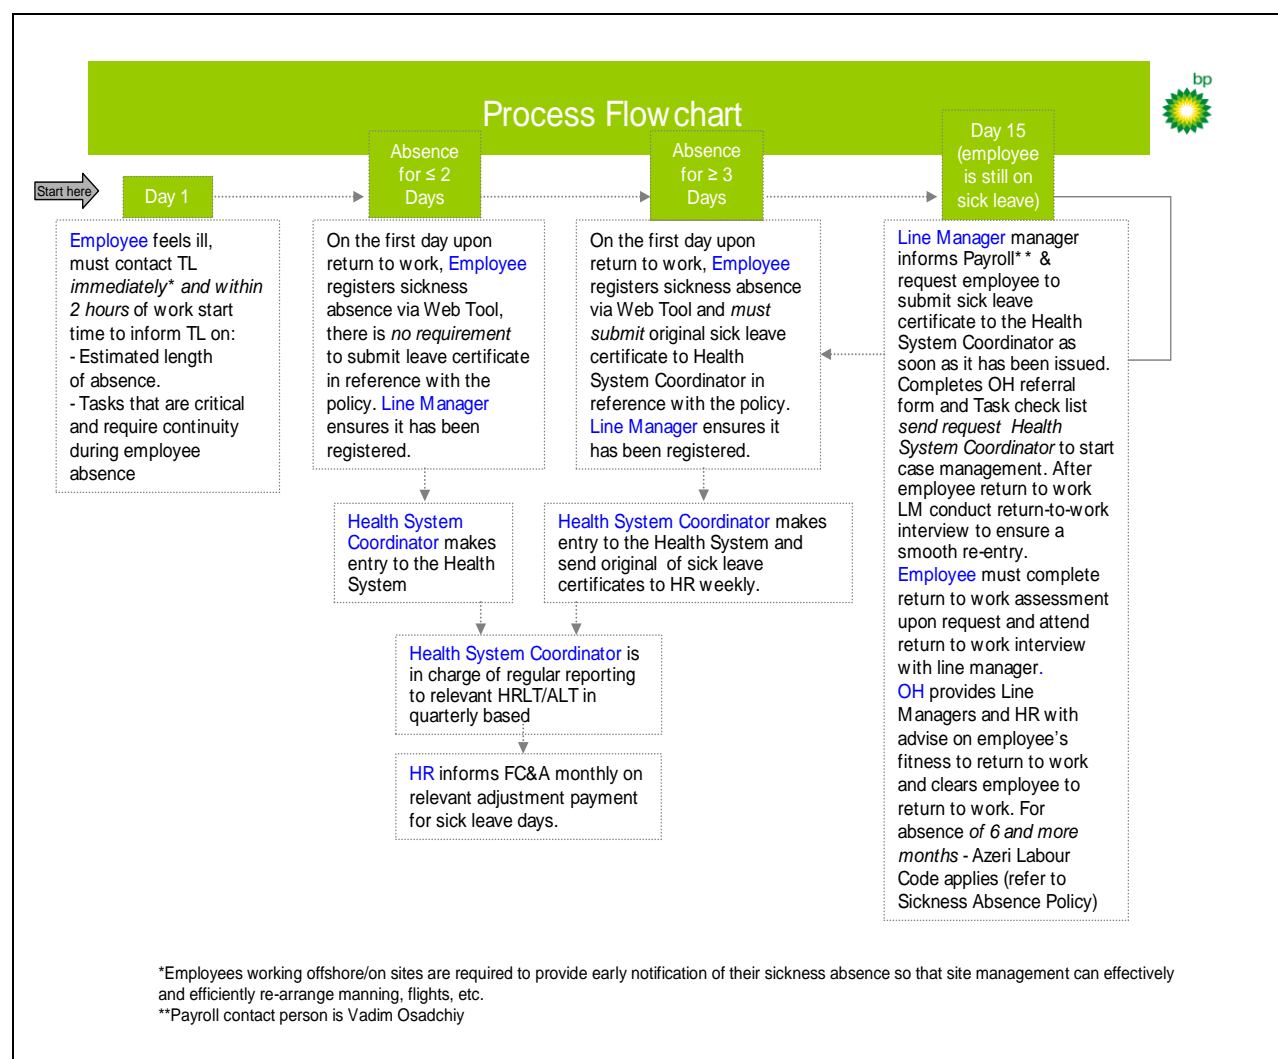 bp
Process Flowchart
Start here
Day 1
Absence
for ≤ 2
Days
Absence
for ≥ 3
Days
Day 15
(employee
is still on
sick leave)
Employee feels ill,
must contact TL
immediately* and within
2 hours of work start
time to inform TL on:
- Estimated length
of absence.
- Tasks that are critical
and require continuity
during employee
absence
On the first day upon
return to work, Employee
registers sickness
absence via Web Tool,
there is no requirement
to submit leave certificate
in reference with the
policy. Line Manager
ensures it has been
registered.
On the first day upon
return to work, Employee
registers sickness absence
via Web Tool and must
submit original sick leave
certificate to Health
System Coordinator in
reference with the policy.
Line Manager ensures it
has been registered.
Line Manager manager
informs Payroll** &
request employee to
submit sick leave
certificate to the Health
System Coordinator as
soon as it has been issued.
Completes OH referral
form and Task check list
send request Health
System Coordinator to start
case management. After
employee return to work
LM conduct return-to-work
interview to ensure a
smooth re-entry.
Employee must complete
return to work assessment
upon request and attend
return to work interview
with line manager.
OH provides Line
Managers and HR with
advise on employee's
fitness to return to work
and clears employee to
return to work. For
absence of 6 and more
months - Azeri Labour
Code applies (refer to
Sickness Absence Policy)
Health System
Coordinator makes
entry to the Health
System
Health System Coordinator makes
entry to the Health System and
send original of sick leave
certificates to HR weekly.
Health System Coordinator is
in charge of regular reporting
to relevant HRLT/ALT in
quarterly based
HR informs FC&A monthly on
relevant adjustment payment
for sick leave days.
*Employees working offshore/on sites are required to provide early notification of their sickness absence so that site management can effectively
and efficiently re-arrange manning, flights, etc.
**Payroll contact person is Vadim Osadchiy